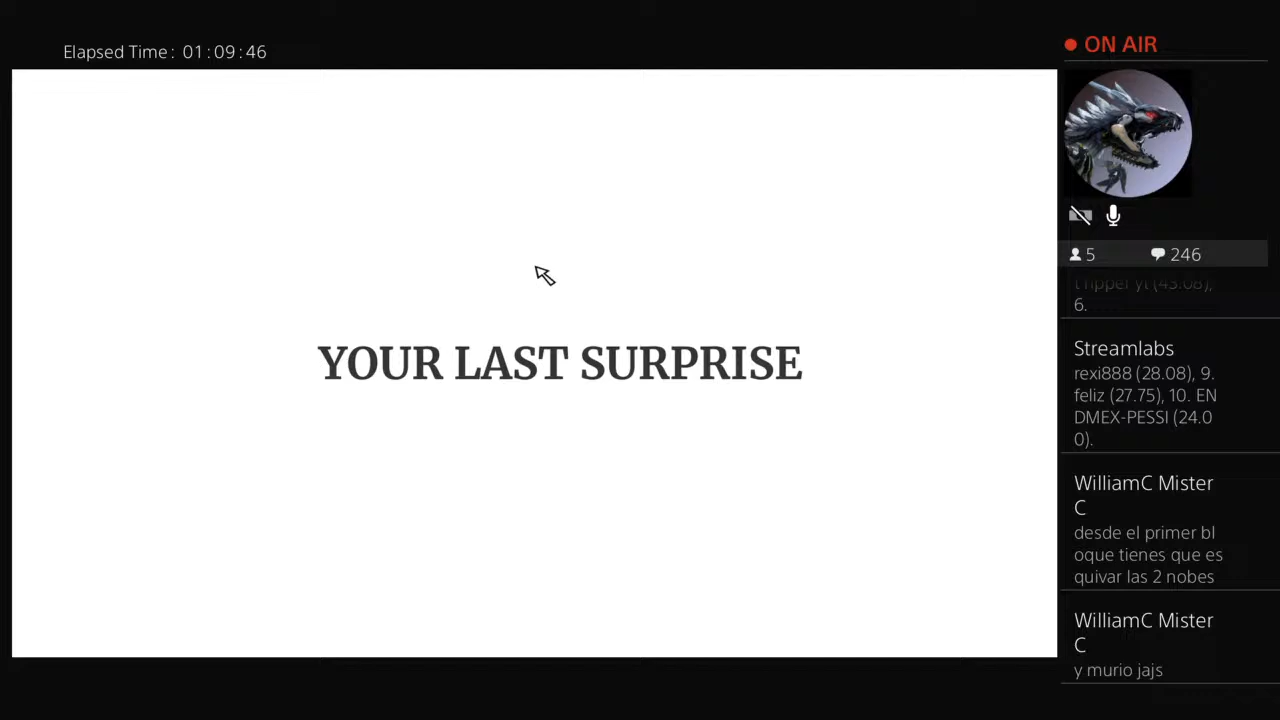 Elapsed Time: 01:09:46
ON AIR
YOUR LAST SURPRISE
5 246
6.
Streamlabs
rexi888 (28.08), 9.
feliz (27.75), 10. EN
DMEX-PESSI (24.0
0).
WilliamC Mister
C
desde el primer bl
oque tienes que es
quivar las 2 nobes
WilliamC Mister
C
y murio jajs